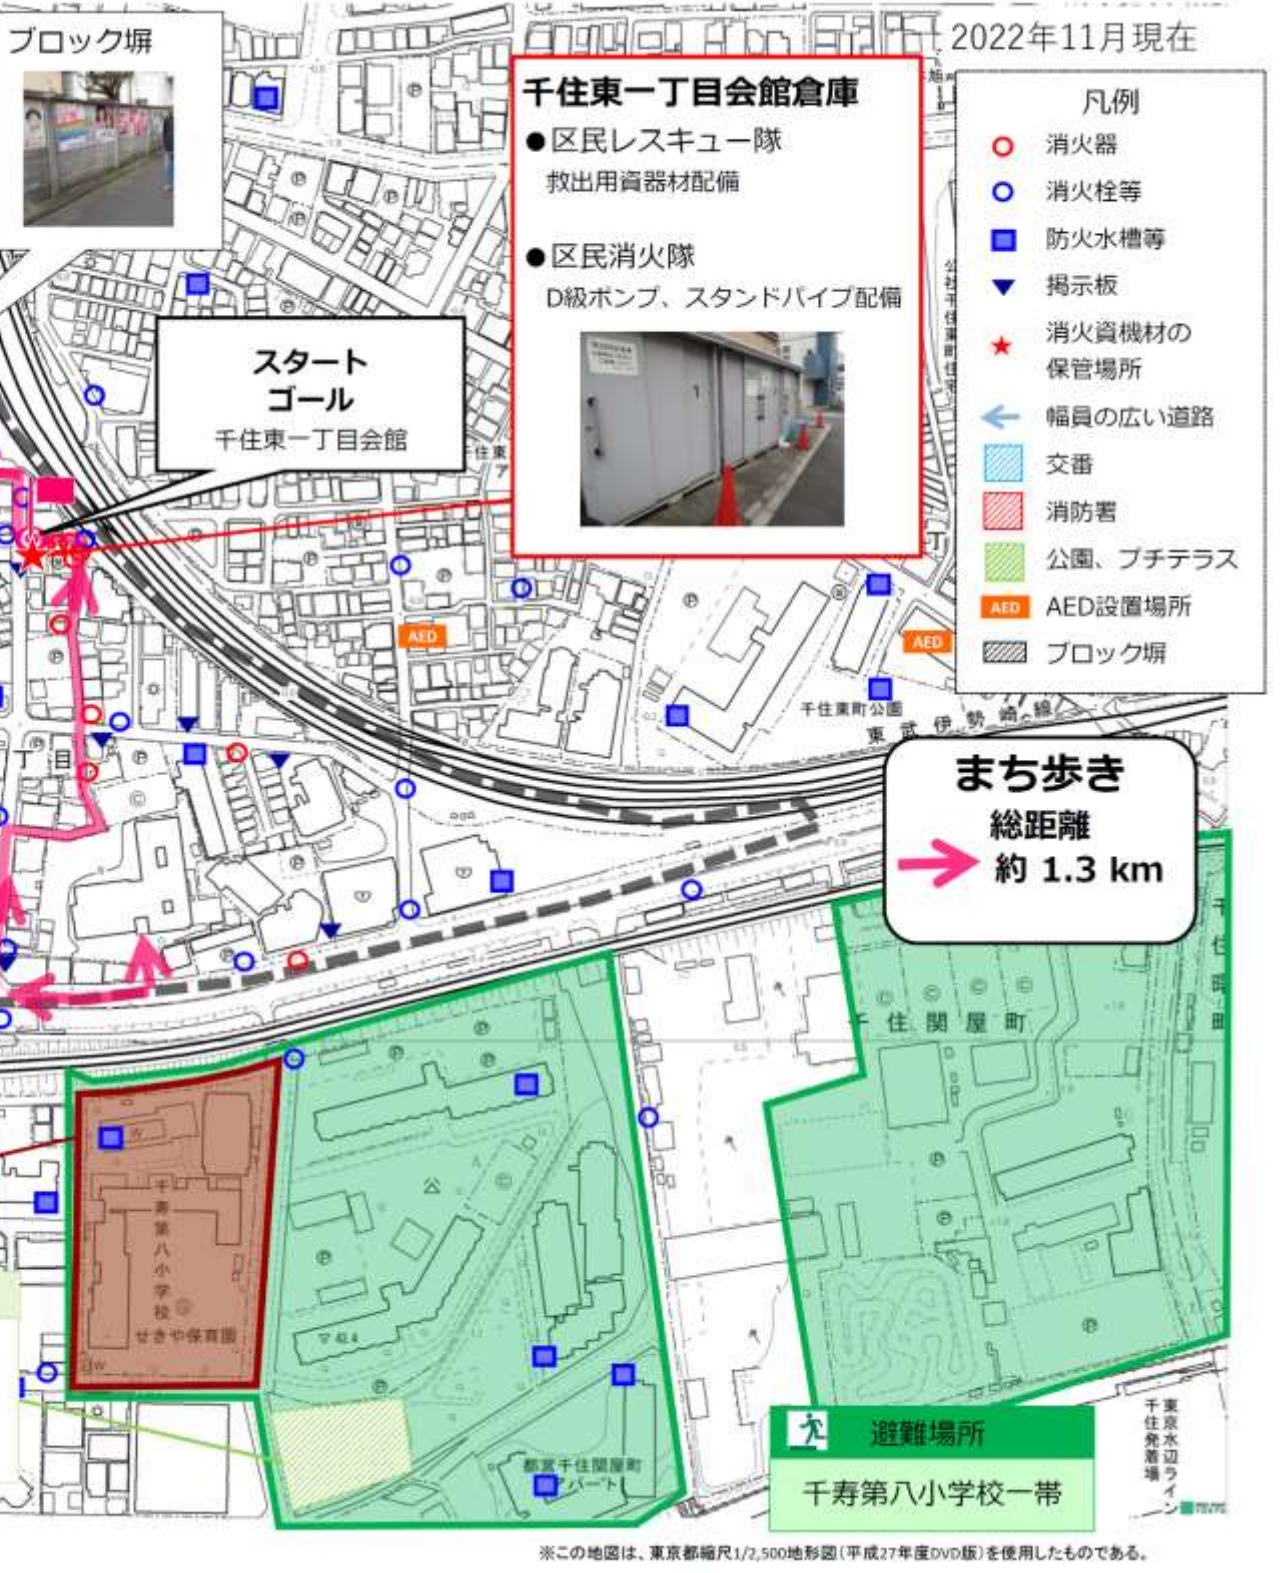 ブロック塀
2022年11月現在
千住東一丁目会館倉庫
●区民レスキュー隊
救出用資器材配備
●区民消火隊
D級ポンプ、スタンドパイプ配備
凡例
消火器
消火栓等
防火水槽等
掲示板
消火資機材の
保管場所
幅員の広い道路
交番
消防署
公園、プチテラス
AED AED設置場所
ブロック塀
スタート
ゴール
千住東一丁目会館
AED
AED
千住東町公園
東武伊勢崎線
丁目
まち歩き
総距離
約 1.3 km
千住関屋町
千寿第八小学校
せきや保育園
都営千住関屋町
アパート
避難場所
千寿第八小学校一帯
東京水辺ライン
千住発着場
※この地図は、東京都縮尺1/2,500地形図(平成27年度DVD版)を使用したものである。